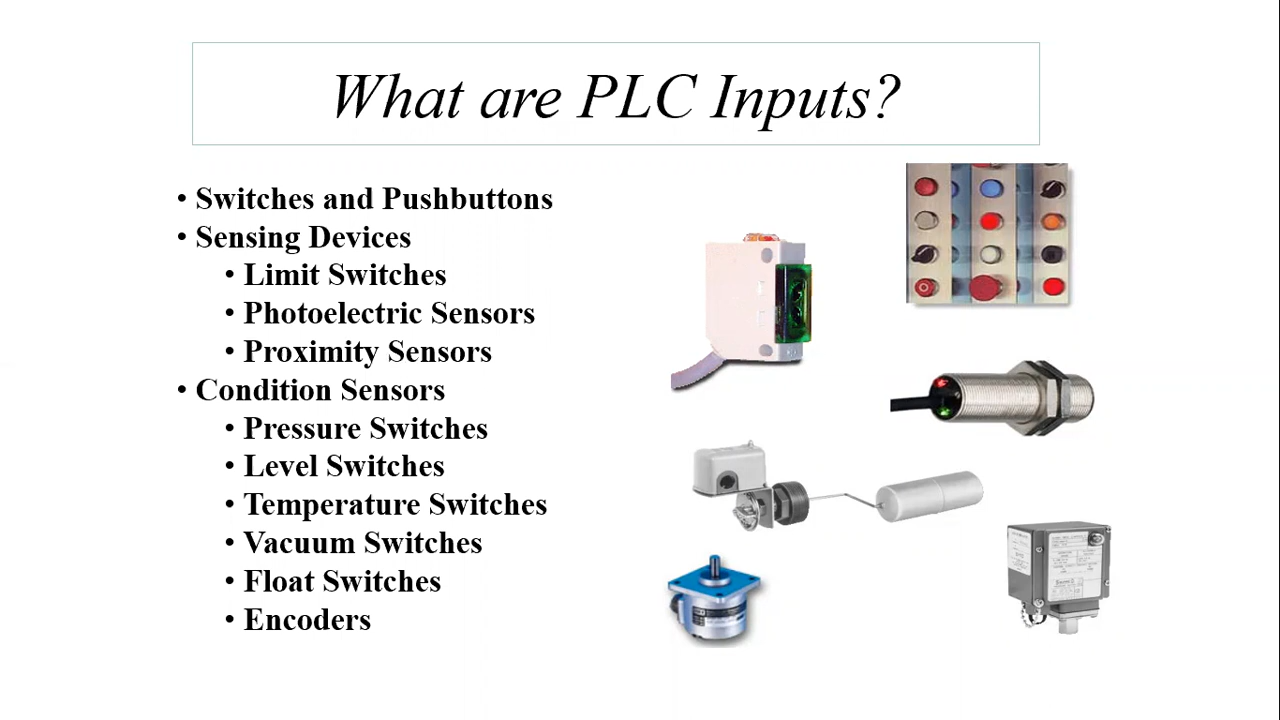 What are PLC Inputs?
• Switches and Pushbuttons
• Sensing Devices
• Limit Switches
• Photoelectric Sensors
• Proximity Sensors
• Condition Sensors
• Pressure Switches
• Level Switches
• Temperature Switches
• Vacuum Switches
• Float Switches
• Encoders